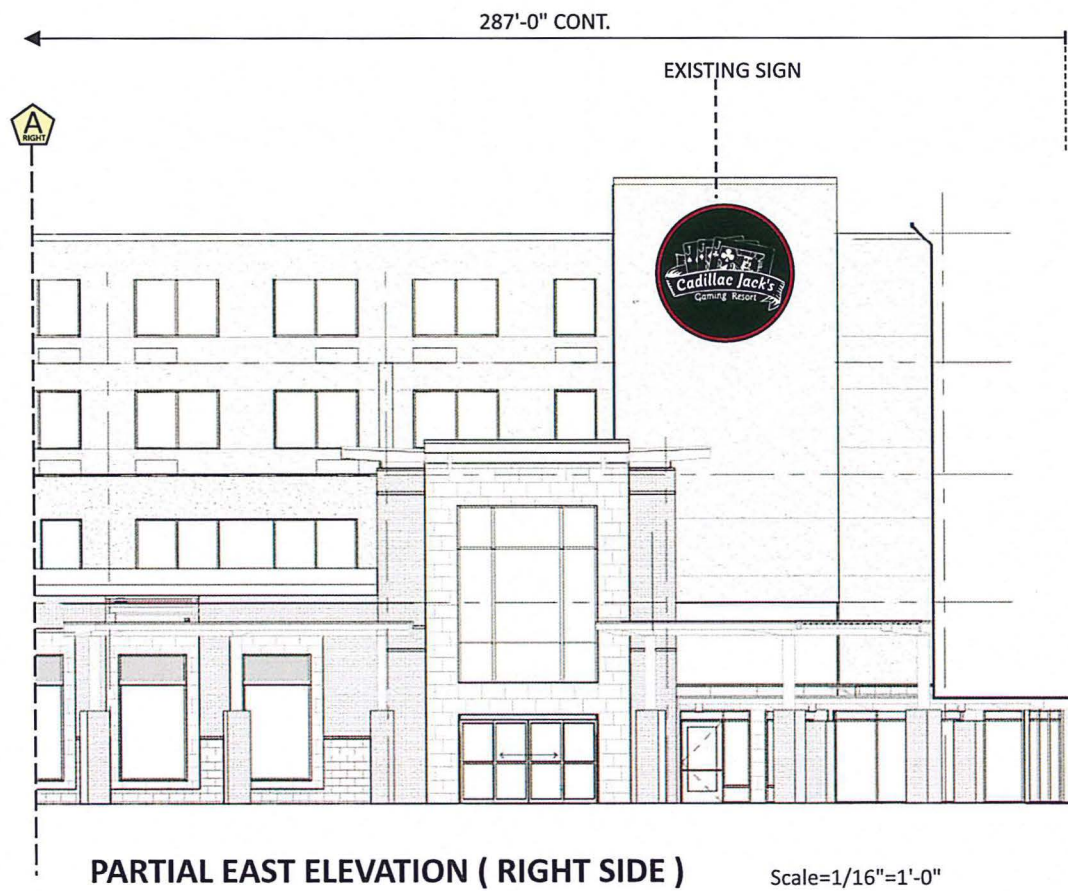 287'-0" CONT.
EXISTING SIGN
A
RIGHT
Cadillac Jack's
Gaming Resort
PARTIAL EAST ELEVATION ( RIGHT SIDE )
Scale=1/16"=1'-0"